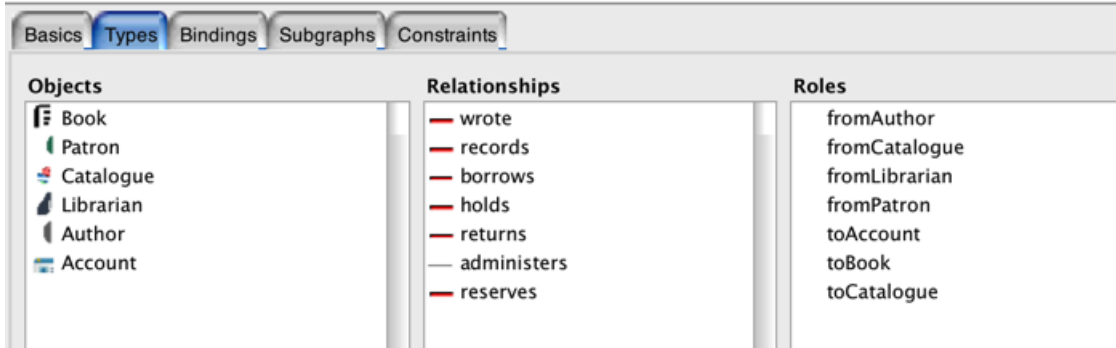 Basics Types Bindings Subgraphs Constraints
Objects
Book
Patron
Catalogue
Librarian
Author
Account
Relationships
wrote
records
borrows
holds
returns
administers
reserves
Roles
fromAuthor
fromCatalogue
fromLibrarian
fromPatron
toAccount
toBook
toCatalogue